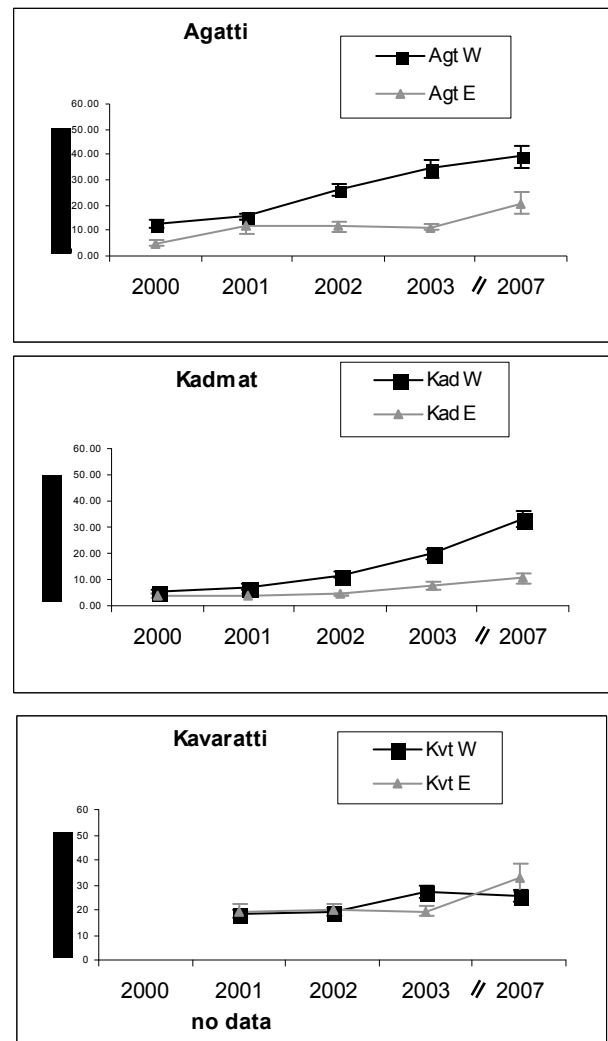 Agatti
Agt W
Agt E
60.00
50.00
40.00
30.00
20.00
10.00
0.00
2000 2001 2002 2003 // 2007
Kadmat
Kad W
Kad E
60.00
50.00
40.00
30.00
20.00
10.00
0.00
2000 2001 2002 2003 // 2007
Kavaratti
Kvt W
Kvt E
60
50
40
30
20
10
0
2000 2001 2002 2003 // 2007
no data